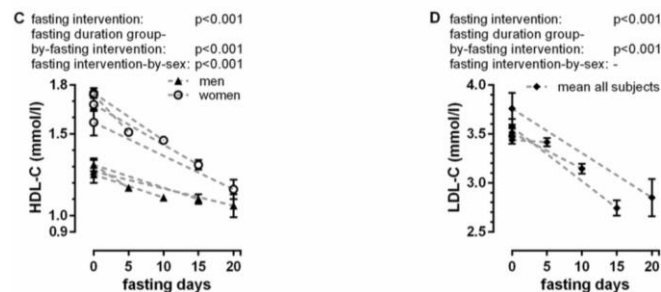 C fasting intervention: p<0.001
fasting duration group-
by-fasting intervention: p<0.001
fasting intervention-by-sex: p<0.001
men
women
HDL-C (mmol/l)
1.8
1.5
1.0
0.9
0 5 10 15 20
fasting days
D fasting intervention: p<0.001
fasting duration group-
by-fasting intervention: p<0.001
fasting intervention-by-sex: -
mean all subjects
LDL-C (mmol/l)
4.0
3.5
3.0
2.5
0 5 10 15 20
fasting days